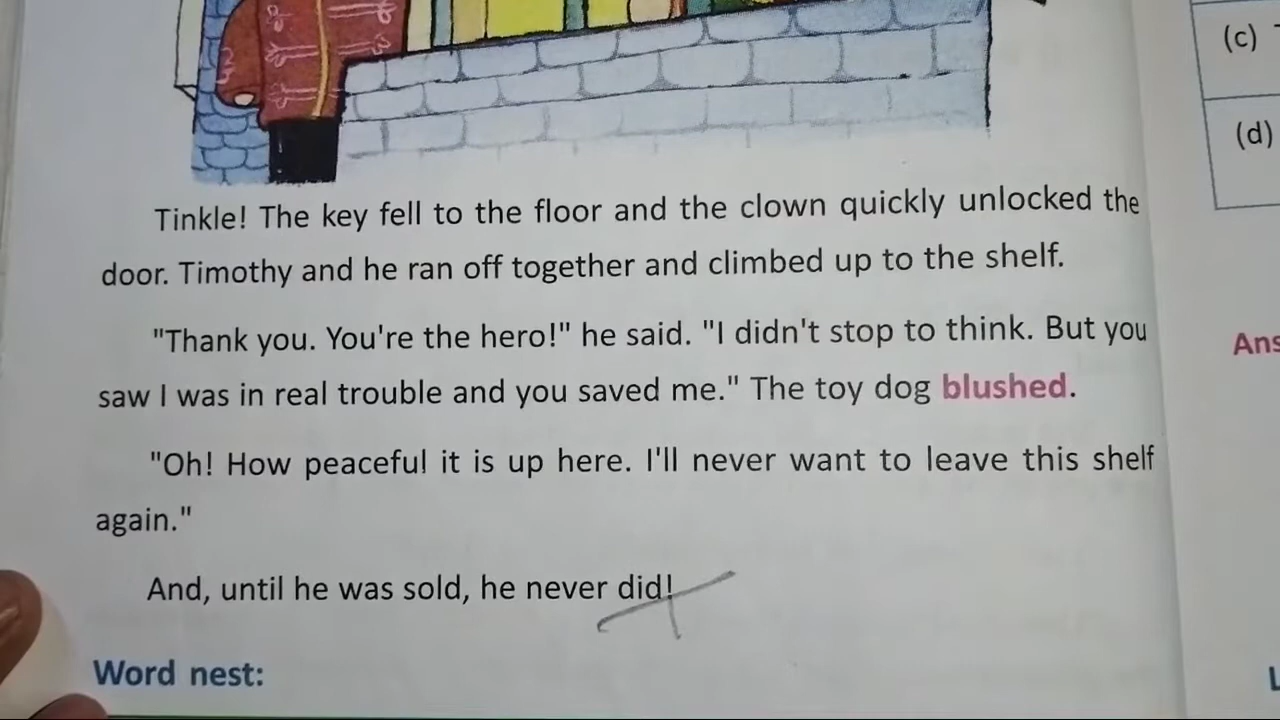 (c)
(d)
Tinkle! The key fell to the floor and the clown quickly unlocked the
door. Timothy and he ran off together and climbed up to the shelf.
"Thank you. You're the hero!" he said. "I didn't stop to think. But you
saw I was in real trouble and you saved me." The toy dog blushed.
"Oh! How peaceful it is up here. I'll never want to leave this shelf
again."
And, until he was sold, he never did!
Word nest:
Ans